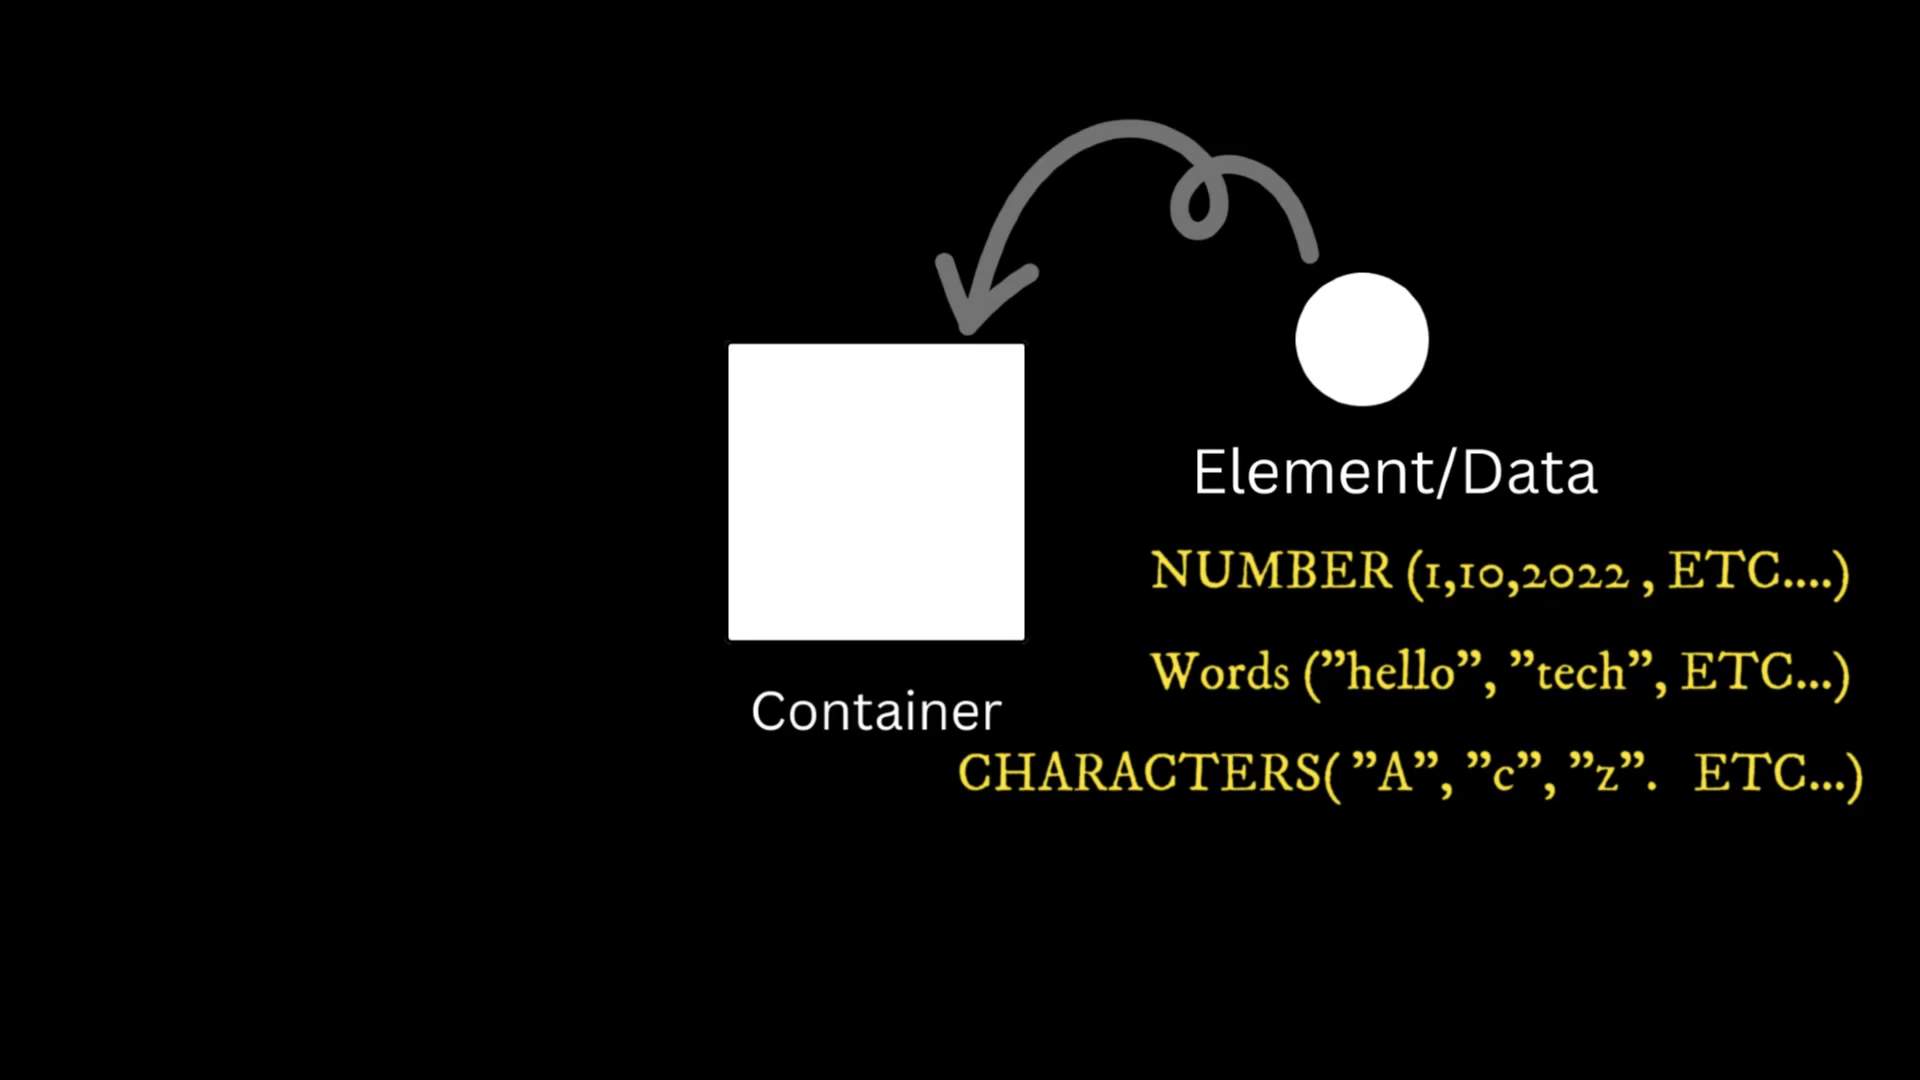 Element/Data
NUMBER (1,10,2022 , ETC....)
Words ("hello", "tech", ETC...)
Container
CHARACTERS( "A", "c", "z".  ETC...)